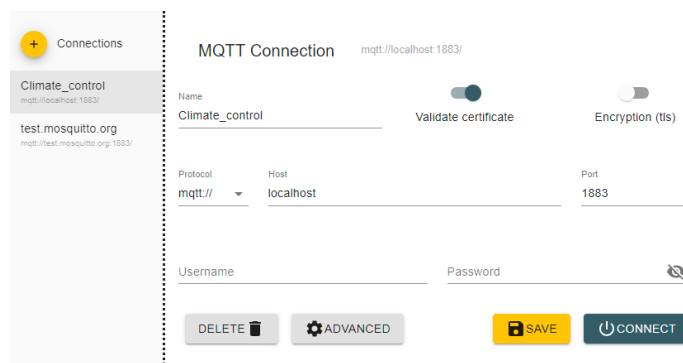 + Connections
Climate_control
mqtt://localhost:1883/
test.mosquitto.org
mqtt://test.mosquitto.org:1883/
MQTT Connection mqtt://localhost:1883/
Name
Climate_control
Validate certificate
Encryption (tls)
Protocol Host Port
mqtt:// localhost 1883
Username Password
DELETE ADVANCED SAVE CONNECT